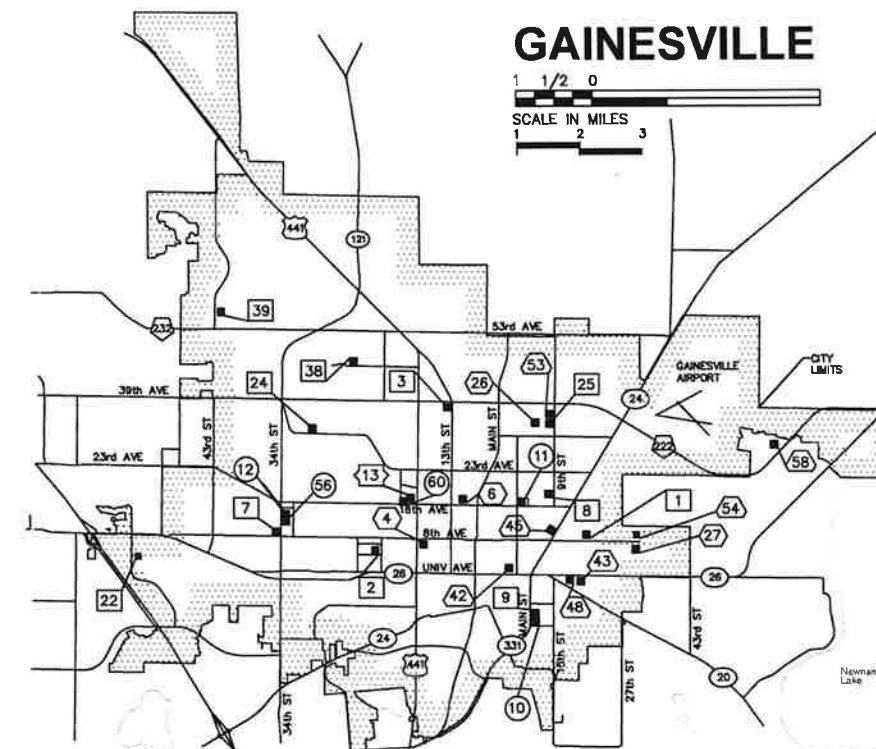 GAINESVILLE
1 1/2 0
SCALE IN MILES
1 2 3
441
121
39
232
53rd AVE
53
GAINESVILLE
AIRPORT
CITY
LIMITS
38
3
26
25
24
24
39th AVE
43rd ST
34th ST
13th ST
MAIN ST
9th ST
222
58
23rd AVE
23rd AVE
12
56
13
60
6
11
16th AVE
7
4
8
1
54
45
27
8th AVE
2
26
UNIV AVE
22
42
9
43
48
26
24
MAIN ST
331
15th ST
43rd ST
441
34th ST
10
27th ST
20
Newnan
Lake